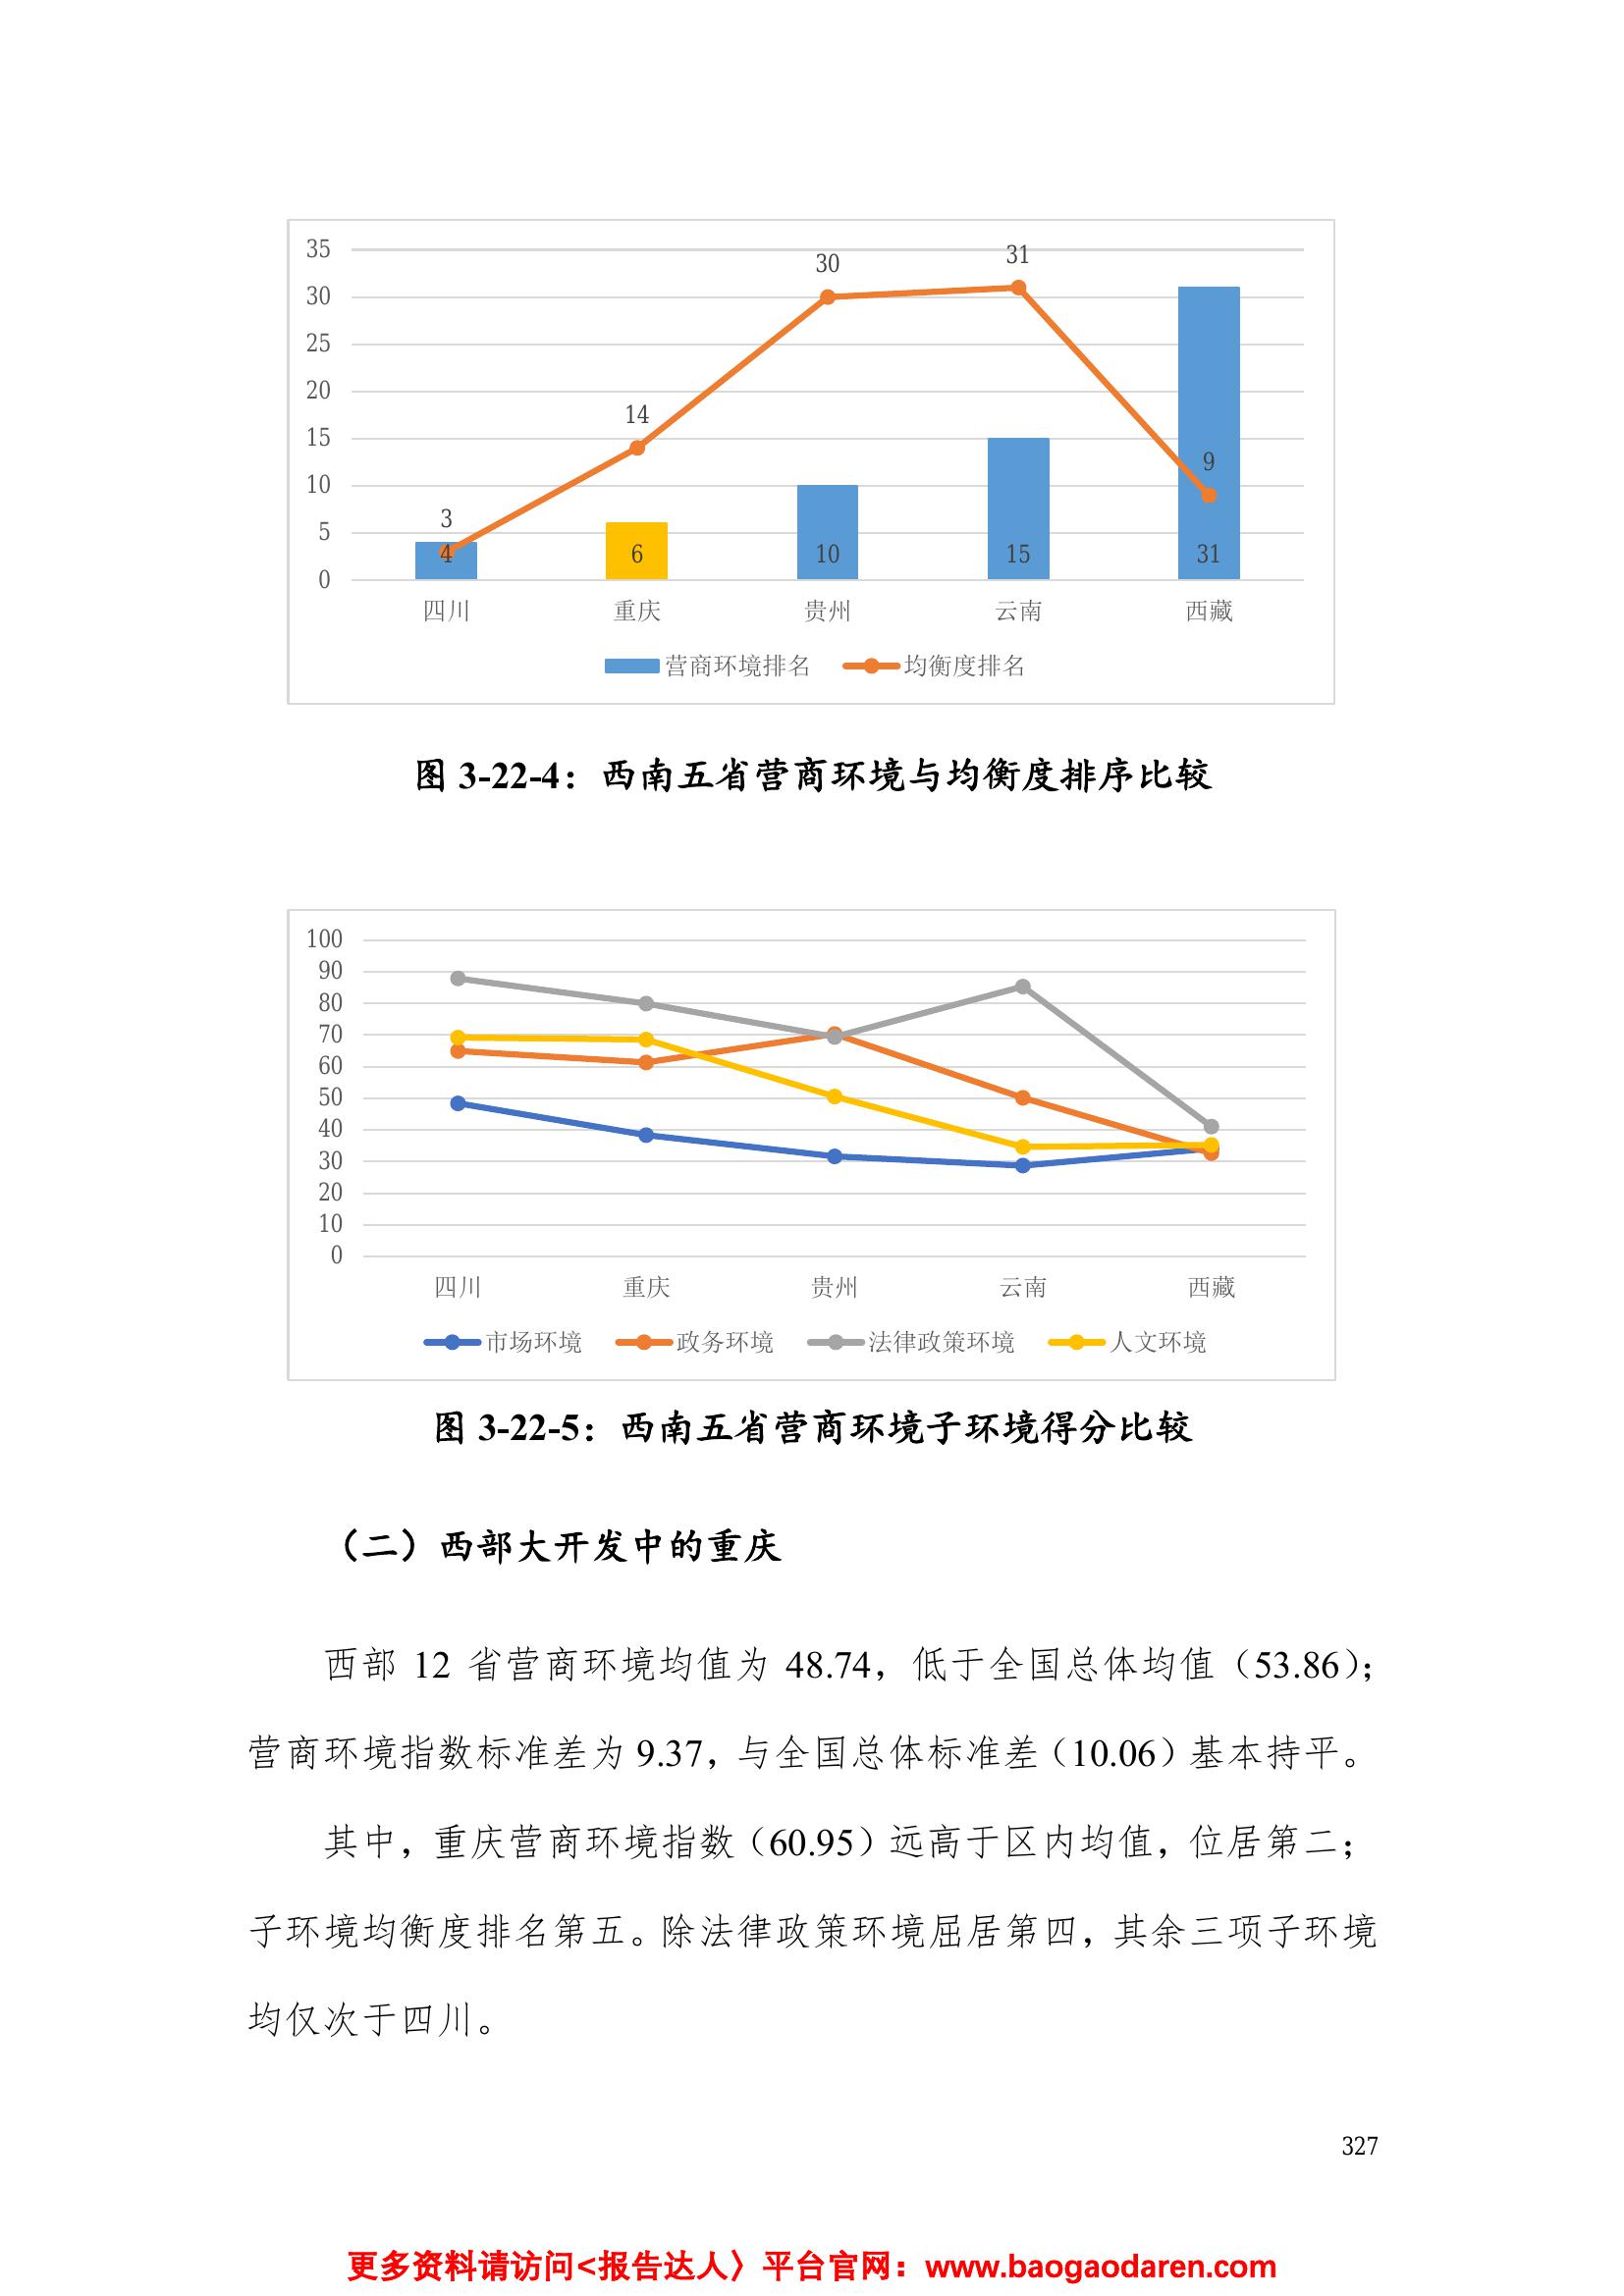 35
30
25
20
15
10
5
0
3
14
30
31
9
4
6
10
15
31
四川 重庆 贵州 云南 西藏
营商环境排名 均衡度排名
图 3-22-4：西南五省营商环境与均衡度排序比较
100
90
80
70
60
50
40
30
20
10
0
四川 重庆 贵州 云南 西藏
市场环境 政务环境 法律政策环境 人文环境
图 3-22-5：西南五省营商环境子环境得分比较
（二）西部大开发中的重庆
西部 12 省营商环境均值为 48.74，低于全国总体均值（53.86）；
营商环境指数标准差为 9.37，与全国总体标准差（10.06）基本持平。
其中，重庆营商环境指数（60.95）远高于区内均值，位居第二；
子环境均衡度排名第五。除法律政策环境屈居第四，其余三项子环境
均仅次于四川。
327
更多资料请访问<报告达人〉平台官网：www.baogaodaren.com